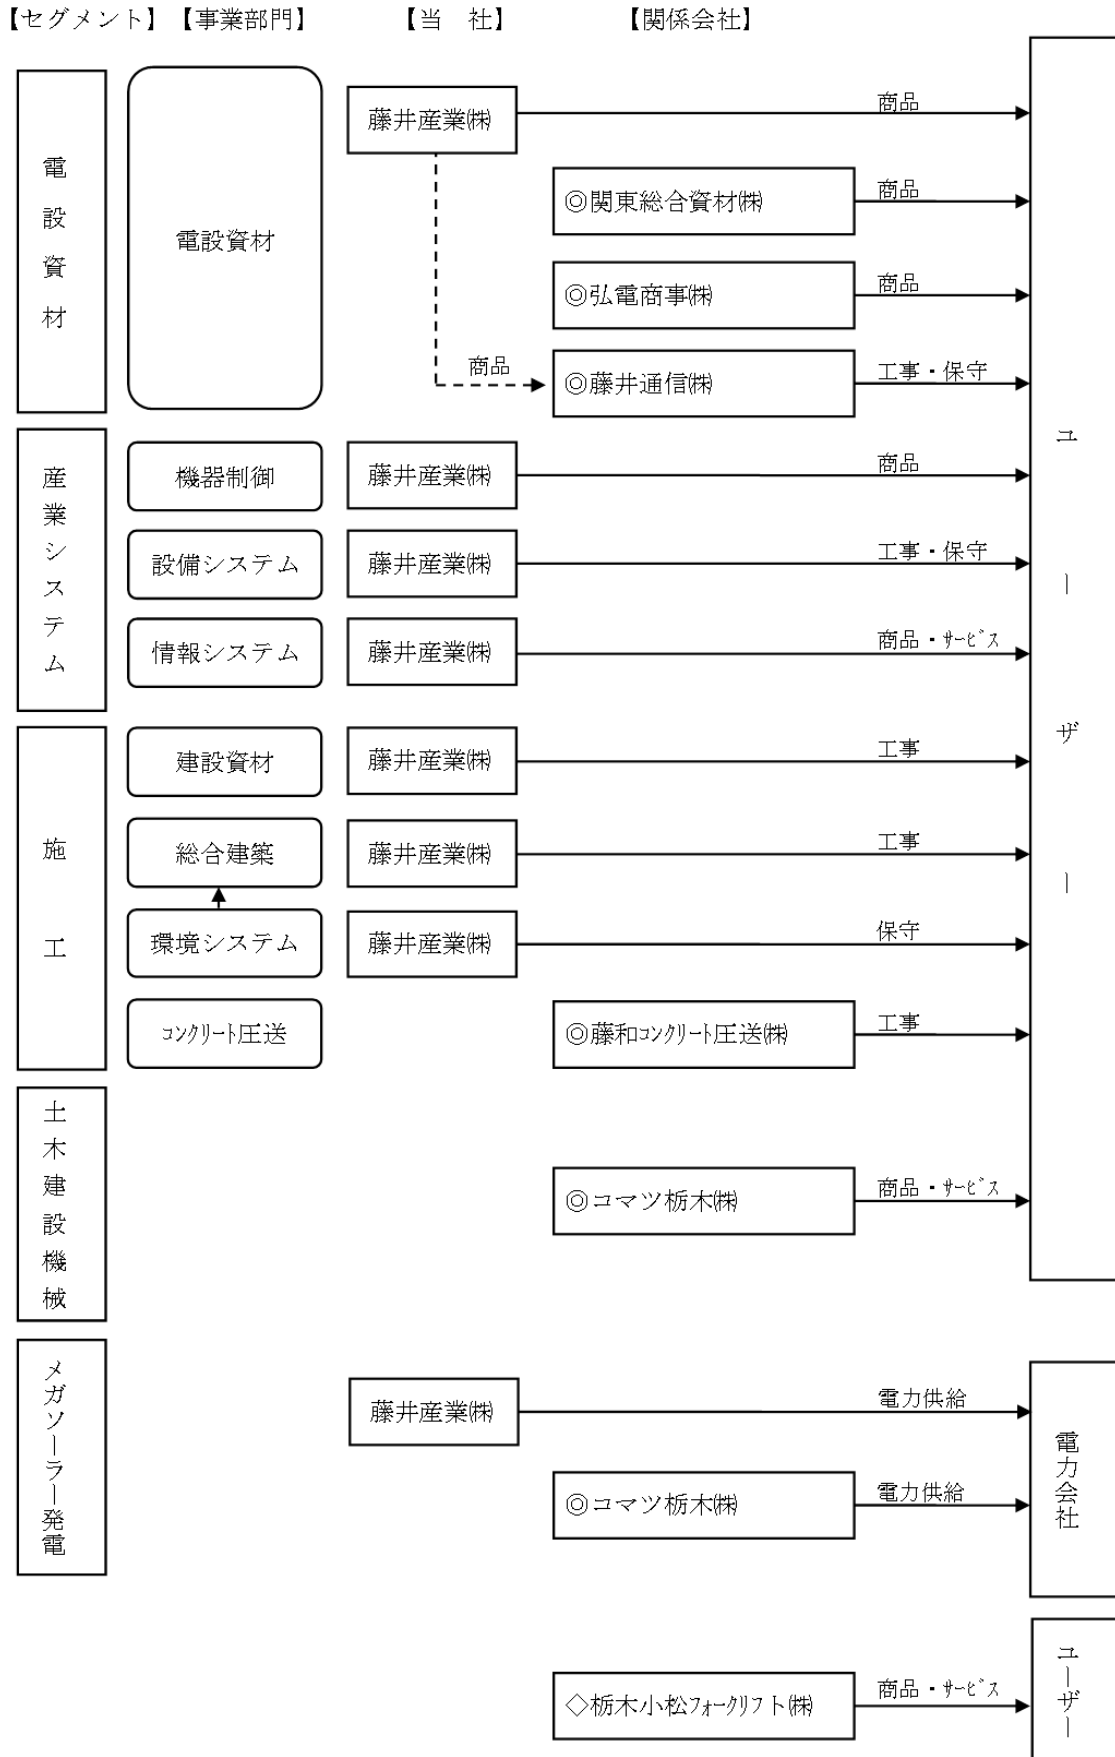 【セグメント】【事業部門】 【当　社】 【関係会社】
電設資材
電設資材
藤井産業㈱
商品
◎関東総合資材㈱
商品
◎弘電商事㈱
商品
商品
◎藤井通信㈱
工事・保守
ユーザー
産業システム
機器制御
藤井産業㈱
商品
設備システム
藤井産業㈱
工事・保守
情報システム
藤井産業㈱
商品・ｻｰﾋﾞｽ
施工
建設資材
藤井産業㈱
工事
総合建築
藤井産業㈱
工事
環境システム
藤井産業㈱
保守
ｺﾝｸﾘｰﾄ圧送
◎藤和ｺﾝｸﾘｰﾄ圧送㈱
工事
土木建設機械
◎コマツ栃木㈱
商品・ｻｰﾋﾞｽ
メガソーラー発電
藤井産業㈱
電力供給
◎コマツ栃木㈱
電力供給
電力会社
◇栃木小松ﾌｫｰｸﾘﾌﾄ㈱
商品・ｻｰﾋﾞｽ
ユーザー